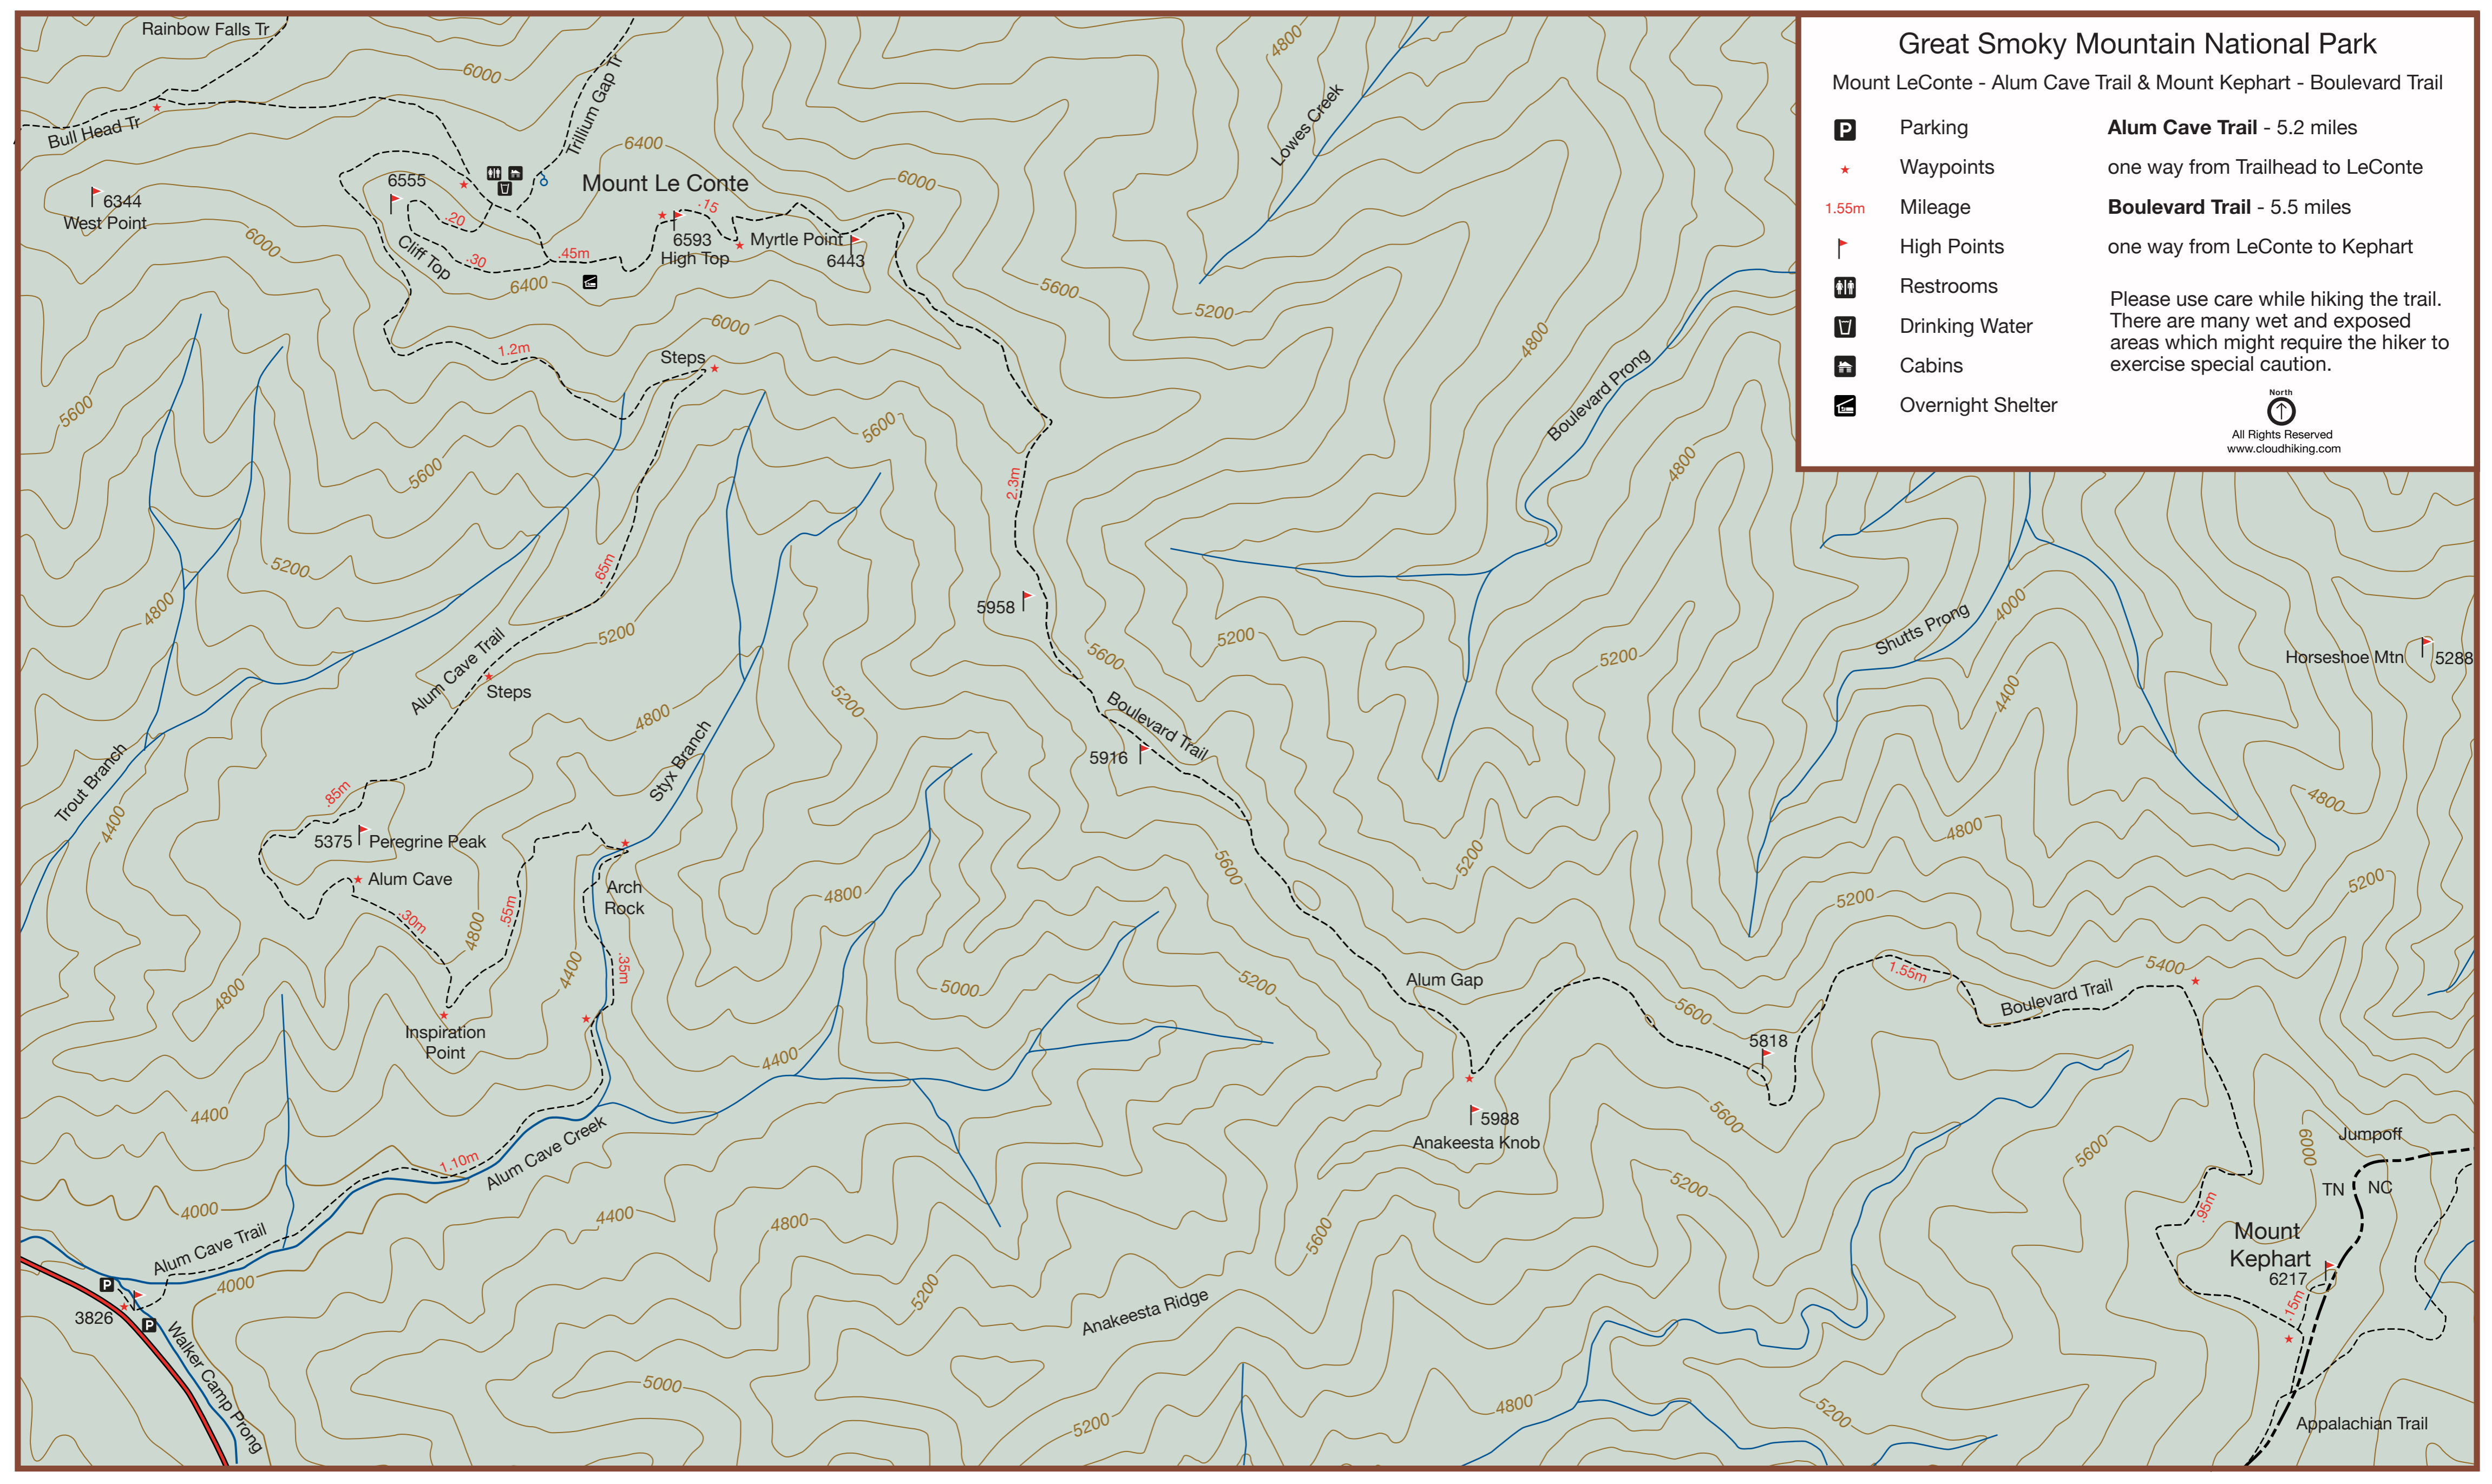 Great Smoky Mountain National Park
Mount LeConte - Alum Cave Trail & Mount Kephart - Boulevard Trail
P Parking
Waypoints
1.55m Mileage
High Points
Restrooms
Drinking Water
Cabins
Overnight Shelter
Alum Cave Trail - 5.2 miles
one way from Trailhead to LeConte
Boulevard Trail - 5.5 miles
one way from LeConte to Kephart
Please use care while hiking the trail.
There are many wet and exposed
areas which might require the hiker to
exercise special caution.
North
All Rights Reserved
www.cloudhiking.com
Rainbow Falls Tr
6000
4800
Trillium Gap Tr
Bull Head Tr
Lowes Creek
6400
6000
6555
Mount Le Conte
6344
West Point
.20
.15
6000
Cliff Top
.30
.45m
6593
High Top
Myrtle Point
6443
6400
5600
5200
4800
6000
1.2m
Steps
Boulevard Prong
5600
5600
5600
4800
2.3m
5200
.65m
4800
5958
5200
5600
5200
5200
Shutts Prong
4000
Horseshoe Mtn
5288
Alum Cave Trail
Steps
5200
4800
4400
Boulevard Trail
5916
Styx Branch
Trout Branch
4400
.85m
5375
Peregrine Peak
4800
4800
5200
5600
Alum Cave
Arch
Rock
4800
5200
5200
.30m
4800
.55m
4400
.35m
4800
5000
5200
Alum Gap
1.55m
5400
Boulevard Trail
5600
Inspiration
Point
5818
4400
4400
5988
Anakeesta Knob
5600
5600
6000
Jumpoff
TN
NC
1.10m
Alum Cave Creek
5200
4000
4400
4800
5600
.95m
Mount
Kephart
6217
.15m
Alum Cave Trail
4000
P
3826
P
5200
Anakeesta Ridge
Walker Camp Prong
5000
5200
4800
5200
Appalachian Trail